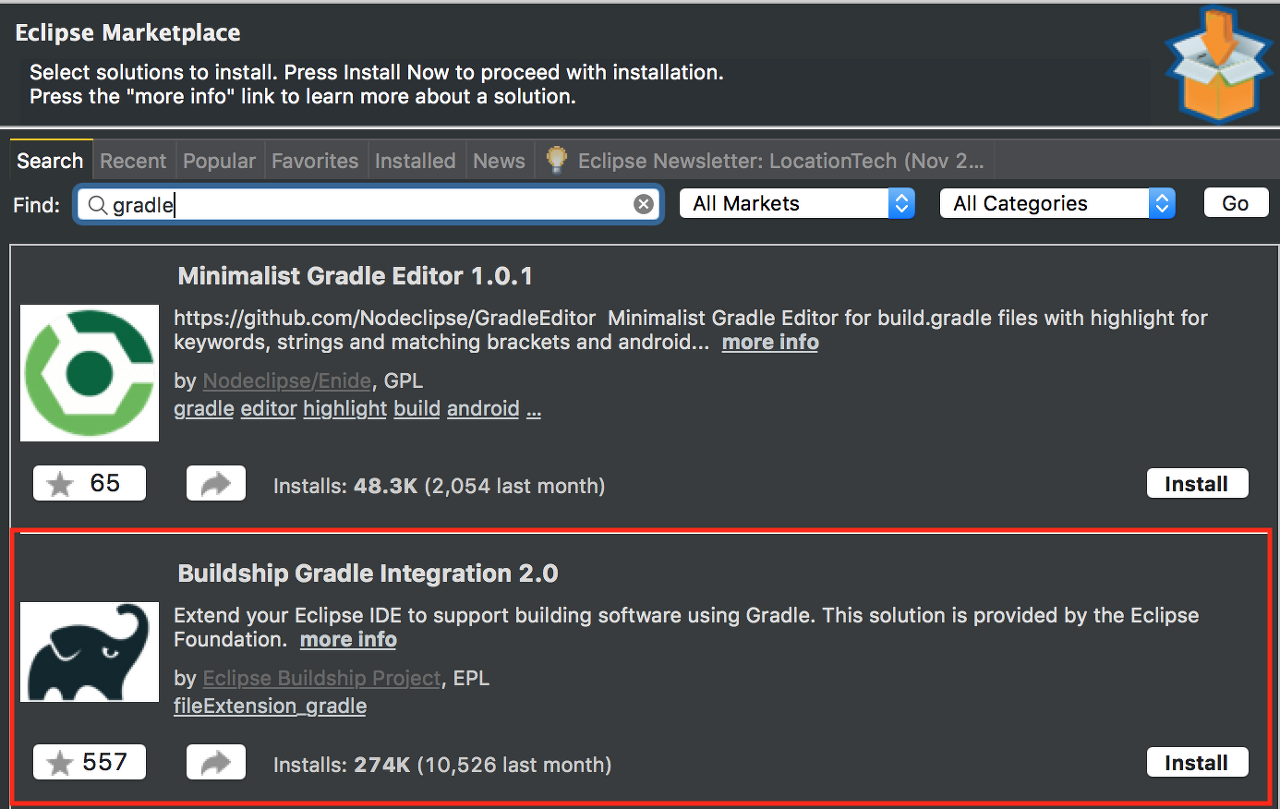 Eclipse Marketplace
Select solutions to install. Press Install Now to proceed with installation.
Press the "more info" link to learn more about a solution.
Search Recent Popular Favorites Installed News Eclipse Newsletter: LocationTech (Nov 2...
Find: gradle All Markets All Categories Go
Minimalist Gradle Editor 1.0.1
https://github.com/Nodeclipse/GradleEditor Minimalist Gradle Editor for build.gradle files with highlight for
keywords, strings and matching brackets and android... more info
by Nodeclipse/Enide, GPL
gradle editor highlight build android ...
65 Installs: 48.3K (2,054 last month) Install
Buildship Gradle Integration 2.0
Extend your Eclipse IDE to support building software using Gradle. This solution is provided by the Eclipse
Foundation. more info
by Eclipse Buildship Project, EPL
fileExtension_gradle
557 Installs: 274K (10,526 last month) Install